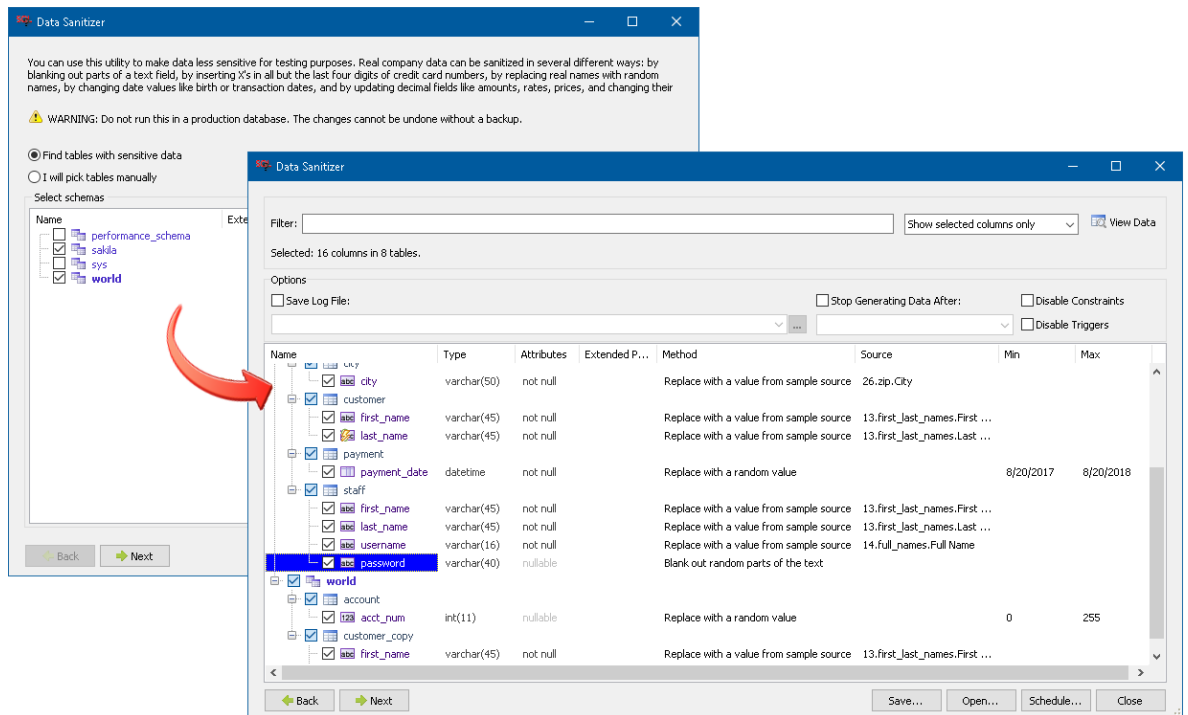 Data Sanitizer
You can use this utility to make data less sensitive for testing purposes. Real company data can be sanitized in several different ways: by
blanking out parts of a text field, by inserting X's in all but the last four digits of credit card numbers, by replacing real names with random
names, by changing date values like birth or transaction dates, and by updating decimal fields like amounts, rates, prices, and changing their
WARNING: Do not run this in a production database. The changes cannot be undone without a backup.
Find tables with sensitive data
I will pick tables manually
Select schemas
Name Exte
performance_schema
sakila
sys
world
Back Next
Data Sanitizer
Filter: Show selected columns only View Data
Selected: 16 columns in 8 tables.
Options
Save Log File: Stop Generating Data After: Disable Constraints
... Disable Triggers
Name Type Attributes Extended P... Method Source Min Max
city
city varchar(50) not null Replace with a value from sample source 26.zip.City
customer
first_name varchar(45) not null Replace with a value from sample source 13.first_last_names.First ...
last_name varchar(45) not null Replace with a value from sample source 13.first_last_names.Last ...
payment
payment_date datetime not null Replace with a random value 8/20/2017 8/20/2018
staff
first_name varchar(45) not null Replace with a value from sample source 13.first_last_names.First ...
last_name varchar(45) not null Replace with a value from sample source 13.first_last_names.Last ...
username varchar(16) not null Replace with a value from sample source 14.full_names.Full Name
password varchar(40) nullable Blank out random parts of the text
world
account
acct_num int(11) nullable Replace with a random value 0 255
customer_copy
first_name varchar(45) not null Replace with a value from sample source 13.first_last_names.First ...
Back Next Save... Open... Schedule... Close